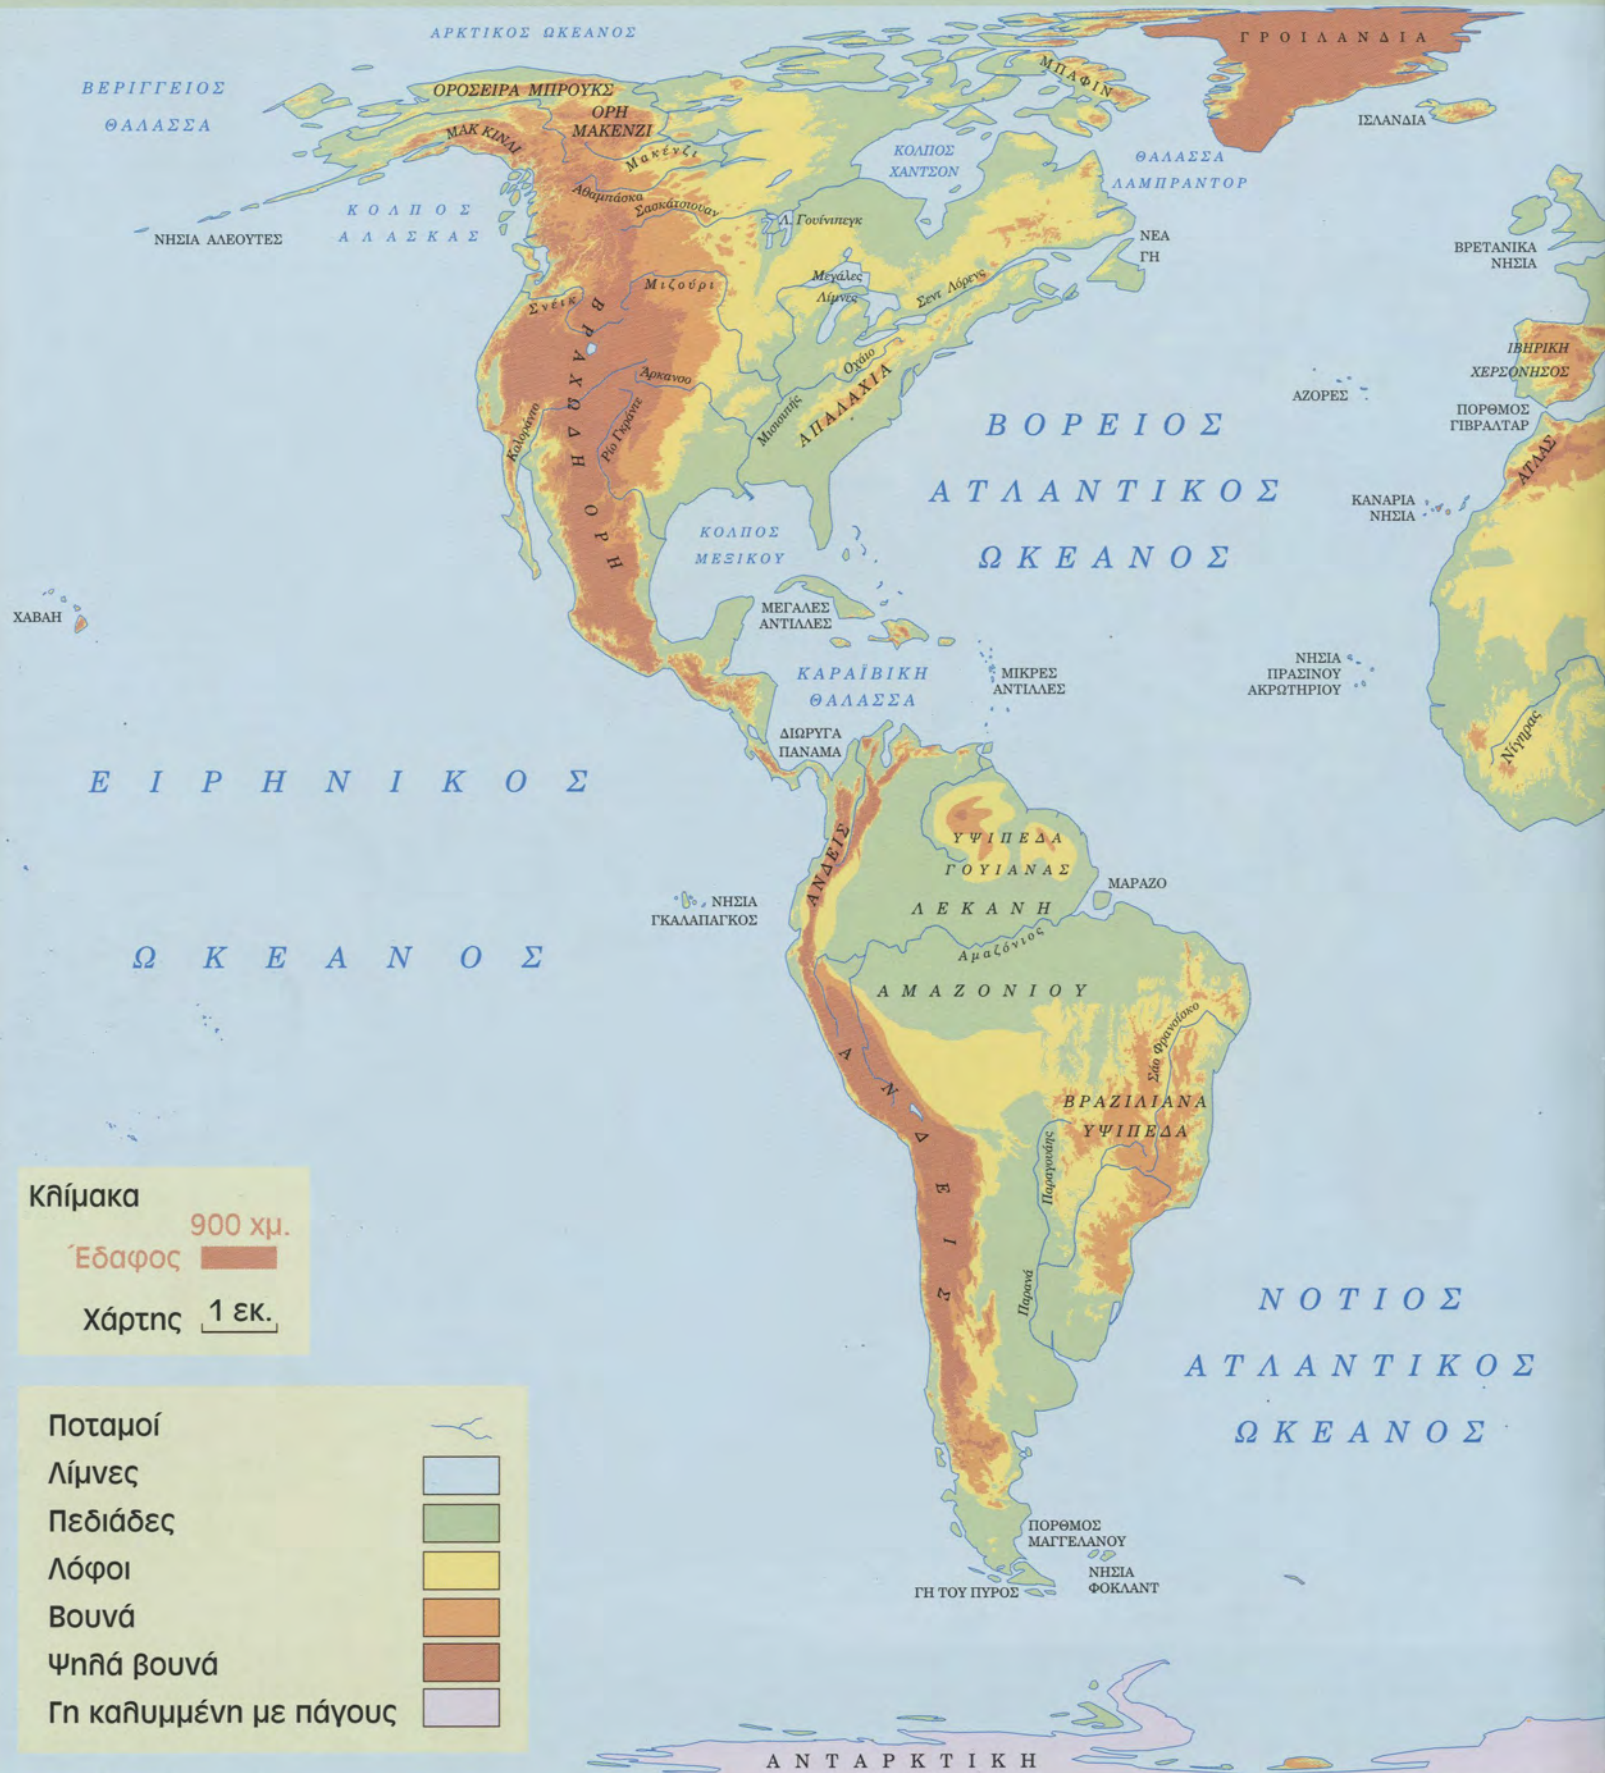 ΑΡΚΤΙΚΟΣ ΩΚΕΑΝΟΣ
ΓΡΟΙΛΑΝΔΙΑ
ΒΕΡΙΓΓΕΙΟΣ
ΘΑΛΑΣΣΑ
ΟΡΟΣΕΙΡΑ ΜΠΡΟΥΚΣ
ΜΠΑΦΙΝ
ΟΡΗ
ΜΑΚΕΝΖΙ
ΙΣΛΑΝΔΙΑ
ΜΑΚ ΚΙΝΛΙ
Μακένζι
ΚΟΛΠΟΣ
ΧΑΝΤΣΟΝ
ΘΑΛΑΣΣΑ
ΛΑΜΠΡΑΝΤΟΡ
Αθαμπάσκα
Σασκάτσιουαν
ΚΟΛΠΟΣ
ΑΛΑΣΚΑΣ
Λ. Γουίνιπεγκ
ΝΗΣΙΑ ΑΛΕΟΥΤΕΣ
ΝΕΑ
ΓΗ
ΒΡΕΤΑΝΙΚΑ
ΝΗΣΙΑ
Μεγάλες
Λίμνες
Σεντ Λόρενς
Μιζούρι
Σνέικ
ΒΡΑΧΩΔΗ ΟΡΗ
Οχάιο
ΙΒΗΡΙΚΗ
ΧΕΡΣΟΝΗΣΟΣ
Άρκανσο
ΑΠΑΛΑΧΙΑ
ΑΖΟΡΕΣ
Μισισιπής
Κολοράντο
Ρίο Γκράντε
ΠΟΡΘΜΟΣ
ΓΙΒΡΑΛΤΑΡ
ΒΟΡΕΙΟΣ
ΑΤΛΑΝΤΙΚΟΣ
ΩΚΕΑΝΟΣ
ΑΤΛΑΣ
ΚΑΝΑΡΙΑ
ΝΗΣΙΑ
ΚΟΛΠΟΣ
ΜΕΞΙΚΟΥ
ΧΑΒΑΗ
ΜΕΓΑΛΕΣ
ΑΝΤΙΛΛΕΣ
ΚΑΡΑΪΒΙΚΗ
ΘΑΛΑΣΣΑ
ΜΙΚΡΕΣ
ΑΝΤΙΛΛΕΣ
ΝΗΣΙΑ
ΠΡΑΣΙΝΟΥ
ΑΚΡΩΤΗΡΙΟΥ
ΔΙΩΡΥΓΑ
ΠΑΝΑΜΑ
Νίγηρας
ΕΙΡΗΝΙΚΟΣ
ΩΚΕΑΝΟΣ
ΥΨΙΠΕΔΑ
ΓΟΥΙΑΝΑΣ
ΑΝΔΕΙΣ
ΜΑΡΑΖΟ
ΝΗΣΙΑ
ΓΚΑΛΑΠΑΓΚΟΣ
ΛΕΚΑΝΗ
Αμαζόνιος
ΑΜΑΖΟΝΙΟΥ
Σάο Φρανσίσκο
ΑΝΔΕΙΣ
ΒΡΑΖΙΛΙΑΝΑ
ΥΨΙΠΕΔΑ
Παραγουάης
Παρανά
ΝΟΤΙΟΣ
ΑΤΛΑΝΤΙΚΟΣ
ΩΚΕΑΝΟΣ
Κλίμακα
900 χμ.
Έδαφος
Χάρτης 1 εκ.
Ποταμοί
Λίμνες
Πεδιάδες
Λόφοι
Βουνά
Ψηλά βουνά
Γη καλυμμένη με πάγους
ΠΟΡΘΜΟΣ
ΜΑΓΓΕΛΑΝΟΥ
ΝΗΣΙΑ
ΦΟΚΛΑΝΤ
ΓΗ ΤΟΥ ΠΥΡΟΣ
ΑΝΤΑΡΚΤΙΚΗ